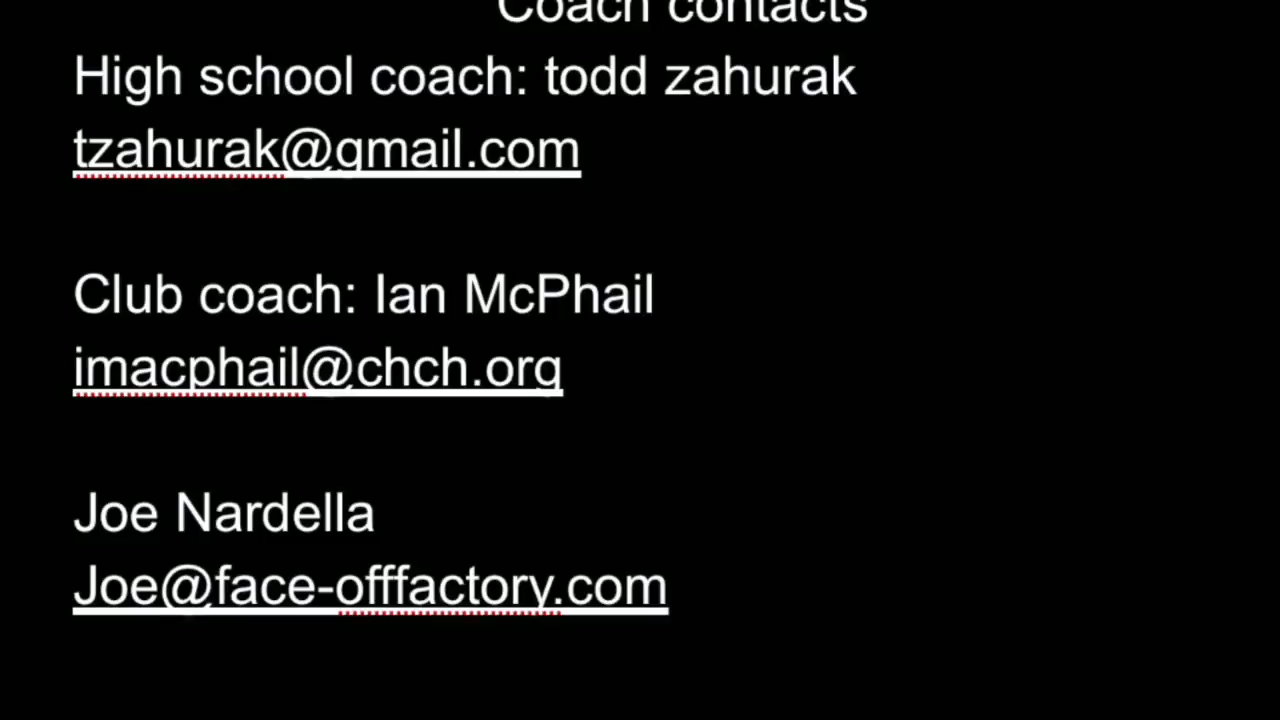 Coach contacts
High school coach: todd zahurak
tzahurak@gmail.com
Club coach: Ian McPhail
imacphail@chch.org
Joe Nardella
Joe@face-offfactory.com